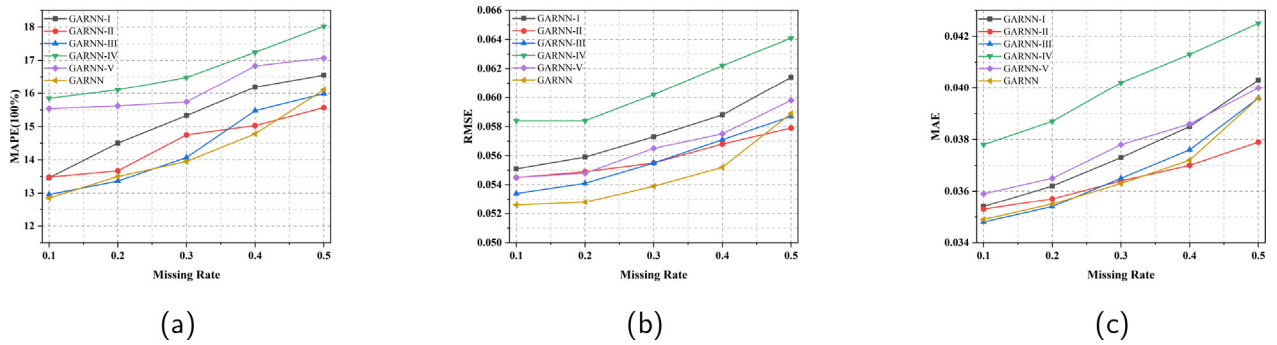 GARNN-I
GARNN-II
GARNN-III
GARNN-IV
GARNN-V
GARNN
MAPE(100%)
18
17
16
15
14
13
12
0.1 0.2 0.3 0.4 0.5
Missing Rate
(a)
GARNN-I
GARNN-II
GARNN-III
GARNN-IV
GARNN-V
GARNN
RMSE
0.066
0.064
0.062
0.060
0.058
0.056
0.054
0.052
0.050
0.1 0.2 0.3 0.4 0.5
Missing Rate
(b)
GARNN-I
GARNN-II
GARNN-III
GARNN-IV
GARNN-V
GARNN
MAE
0.042
0.040
0.038
0.036
0.034
0.1 0.2 0.3 0.4 0.5
Missing Rate
(c)